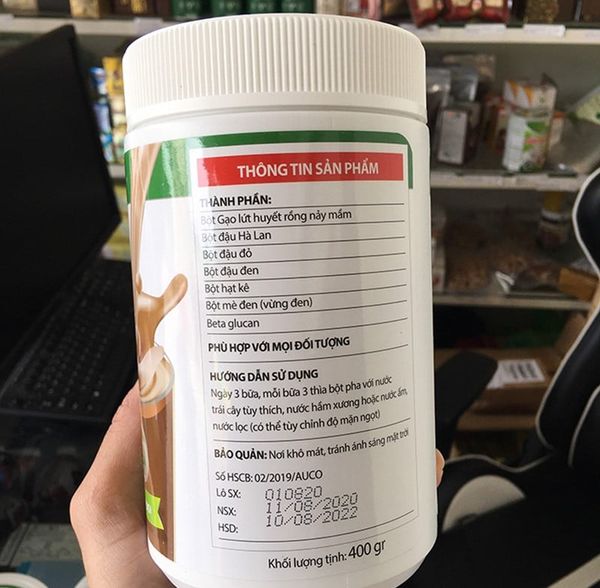 THÔNG TIN SẢN PHẨM
THÀNH PHẦN:
Bột Gạo lứt huyết rồng nảy mầm
Bột đậu Hà Lan
Bột đậu đỏ
Bột đậu đen
Bột hạt kê
Bột mè đen (vừng đen)
Beta glucan
PHÙ HỢP VỚI MỌI ĐỐI TƯỢNG
HƯỚNG DẪN SỬ DỤNG
Ngày 3 bữa, mỗi bữa 3 thìa bột pha với nước
trái cây tùy thích, nước hầm xương hoặc nước ấm,
nước lọc (có thể tùy chỉnh độ mặn ngọt)
BẢO QUẢN: Nơi khô mát, tránh ánh sáng mặt trời
Số HSCB: 02/2019/AUCO
Lô SX: 010820
NSX: 11/08/2020
HSD: 10/08/2022
Khối lượng tịnh: 400 gr